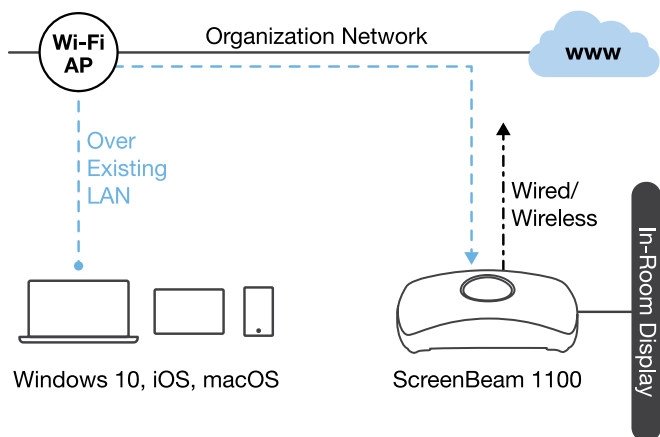 Wi-Fi
AP
Organization Network
www
Over
Existing
LAN
Wired/
Wireless
In-Room Display
Windows 10, iOS, macOS
ScreenBeam 1100